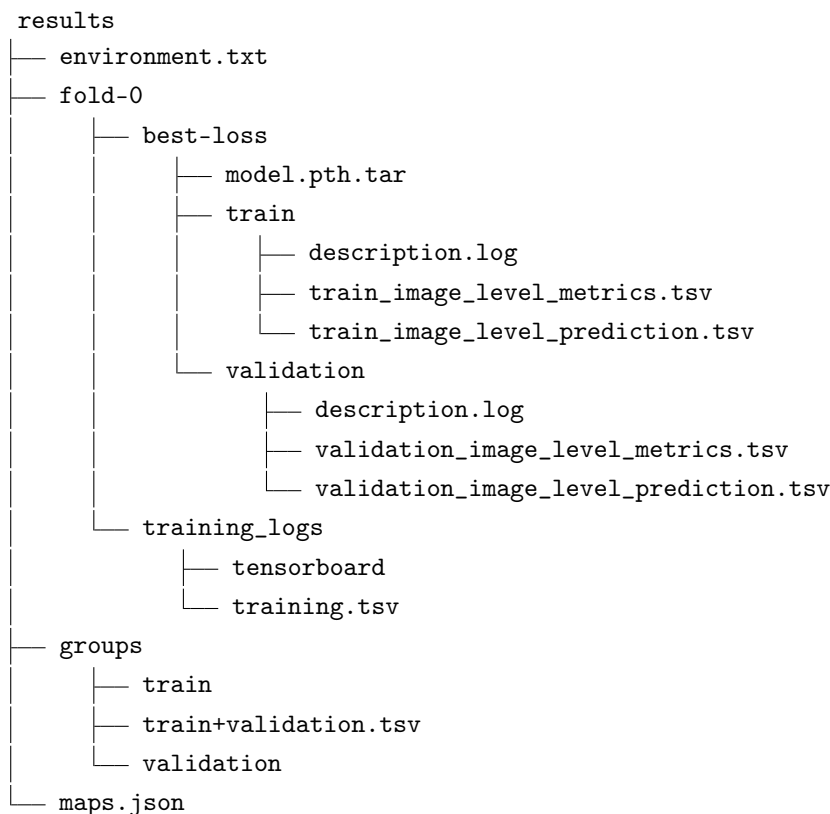 results
environment.txt
fold-0
best-loss
model.pth.tar
train
description.log
train_image_level_metrics.tsv
train_image_level_prediction.tsv
validation
description.log
validation_image_level_metrics.tsv
validation_image_level_prediction.tsv
training_logs
tensorboard
training.tsv
groups
train
train+validation.tsv
validation
maps.json